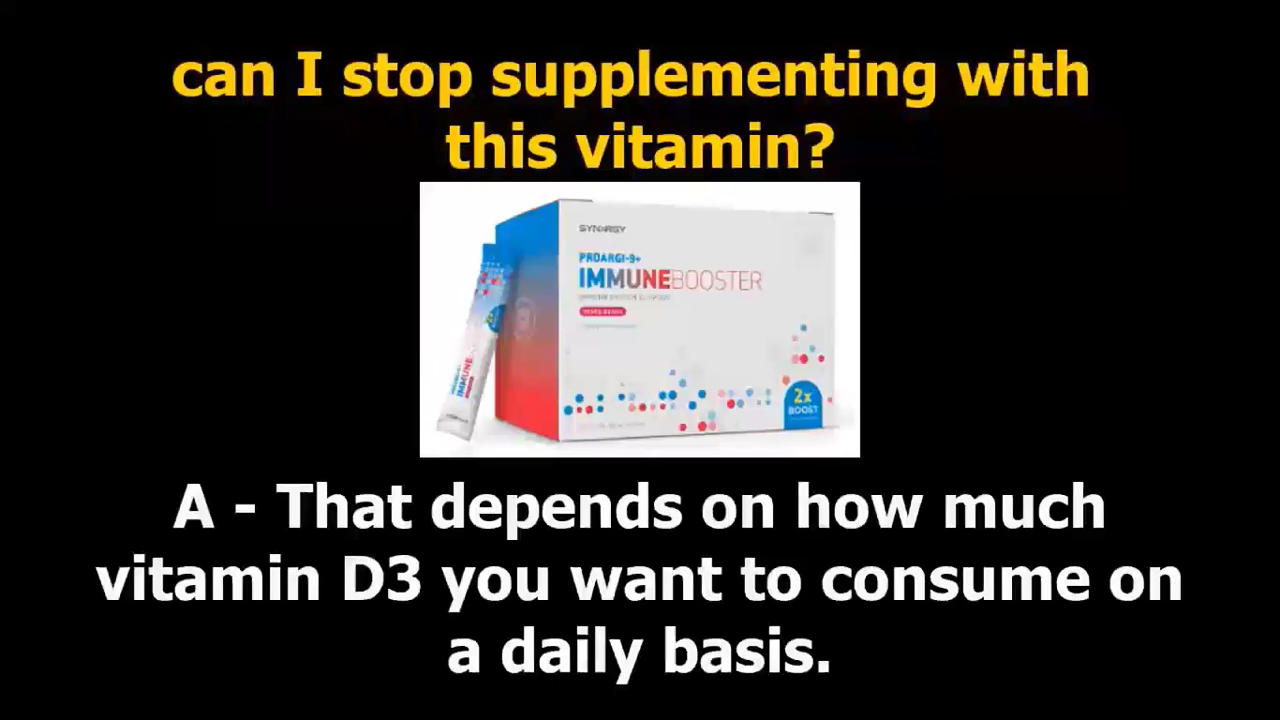 can I stop supplementing with
this vitamin?
SYNERGY
PROARGI-9+
IMMUNEBOOSTER
2x
BOOST
IMMUNE
A - That depends on how much
vitamin D3 you want to consume on
a daily basis.